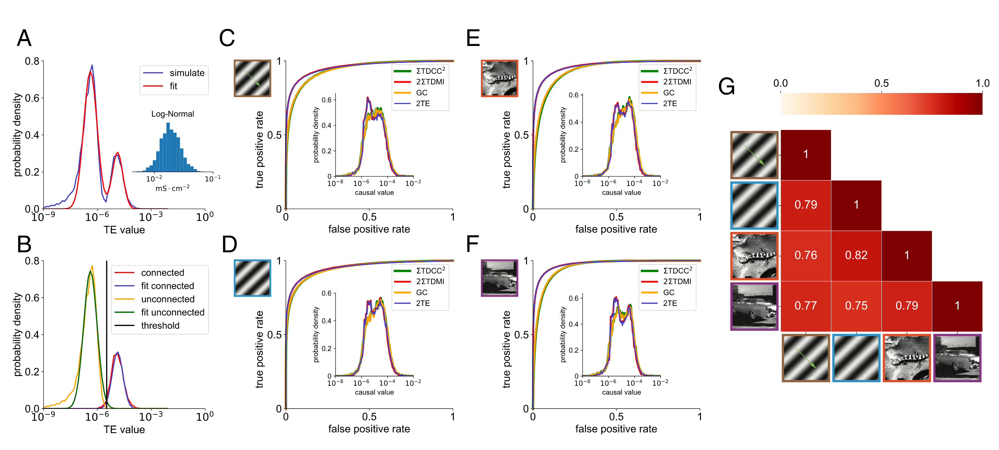 A
0.8
0.6
0.4
0.2
0.0
probability density
simulate
fit
Log-Normal
10⁻²
10⁻¹
mS · cm⁻²
10⁻⁹
10⁻⁶
10⁻³
10⁰
TE value
B
0.8
0.6
0.4
0.2
0.0
probability density
connected
fit connected
unconnected
fit unconnected
threshold
10⁻⁹
10⁻⁶
10⁻³
10⁰
TE value
C
1
0.5
0
true positive rate
ΣTDCC²
2ΣTDMI
GC
2TE
0.6
0.4
0.2
0
probability density
10⁻⁸
10⁻⁶
10⁻⁴
10⁻²
causal value
0
0.5
1
false positive rate
D
1
0.5
0
true positive rate
ΣTDCC²
2ΣTDMI
GC
2TE
0.6
0.4
0.2
0
probability density
10⁻⁸
10⁻⁶
10⁻⁴
10⁻²
causal value
0
0.5
1
false positive rate
E
1
0.5
0
true positive rate
ΣTDCC²
2ΣTDMI
GC
2TE
0.6
0.4
0.2
0
probability density
10⁻⁸
10⁻⁶
10⁻⁴
10⁻²
causal value
0
0.5
1
false positive rate
F
1
0.5
0
true positive rate
ΣTDCC²
2ΣTDMI
GC
2TE
0.6
0.4
0.2
0
probability density
10⁻⁸
10⁻⁶
10⁻⁴
10⁻²
causal value
0
0.5
1
false positive rate
G
0.0
0.5
1.0
1
0.79
1
0.76
0.82
1
0.77
0.75
0.79
1